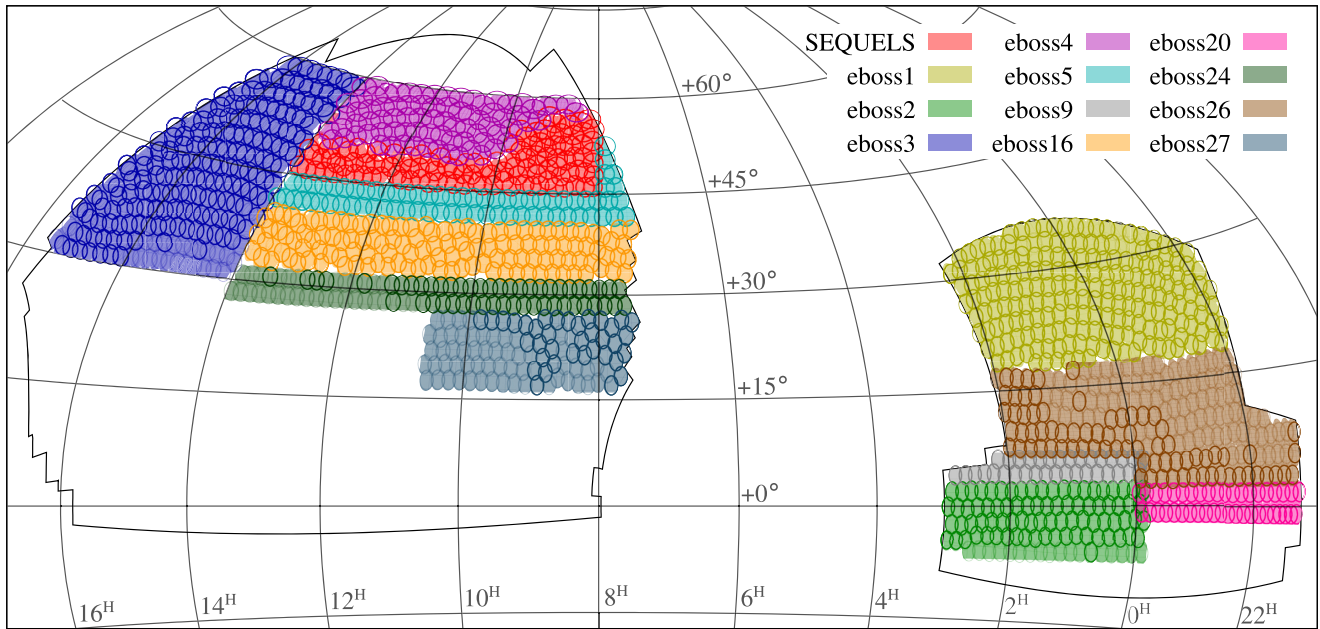 SEQUELS eboss4 eboss20
eboss1 eboss5 eboss24
eboss2 eboss9 eboss26
eboss3 eboss16 eboss27
+60°
+45°
+30°
+15°
+0°
16H 14H 12H 10H 8H 6H 4H 2H 0H 22H